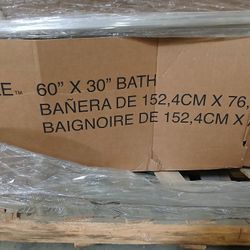 60" X 30" BATH
BAÑERA DE 152,4CM X 76,
BAIGNOIRE DE 152,4CM X